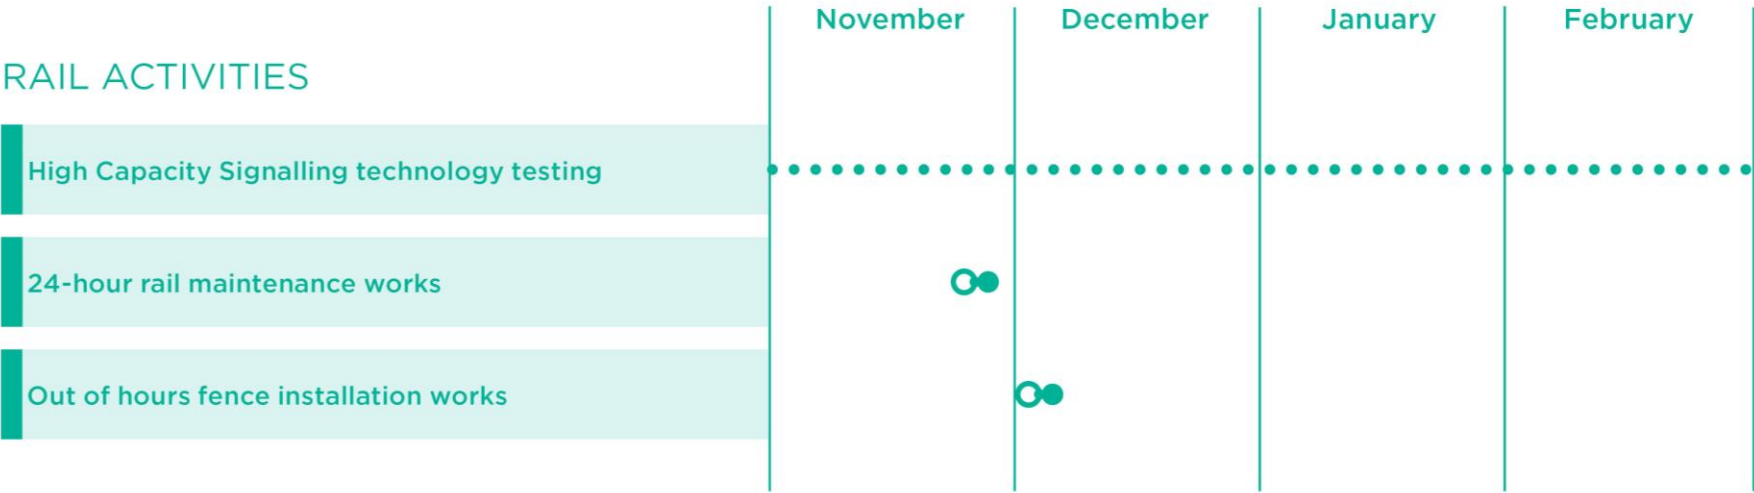 November December January February
RAIL ACTIVITIES
High Capacity Signalling technology testing
24-hour rail maintenance works
Out of hours fence installation works